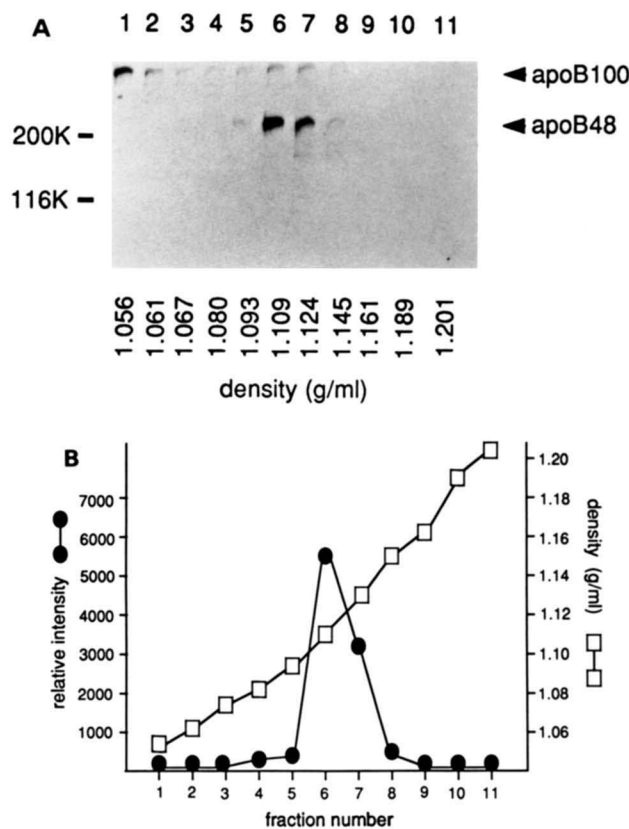 A
1 2 3 4 5 6 7 8 9 10 11
apoB100
apoB48
200K
116K
1.056 1.061 1.067 1.080 1.093 1.109 1.124 1.145 1.161 1.189 1.201
density (g/ml)
B
relative intensity
7000
6000
5000
4000
3000
2000
1000
1.20
1.18
1.16
1.14
1.12
1.10
1.08
1.06
density (g/ml)
1 2 3 4 5 6 7 8 9 10 11
fraction number